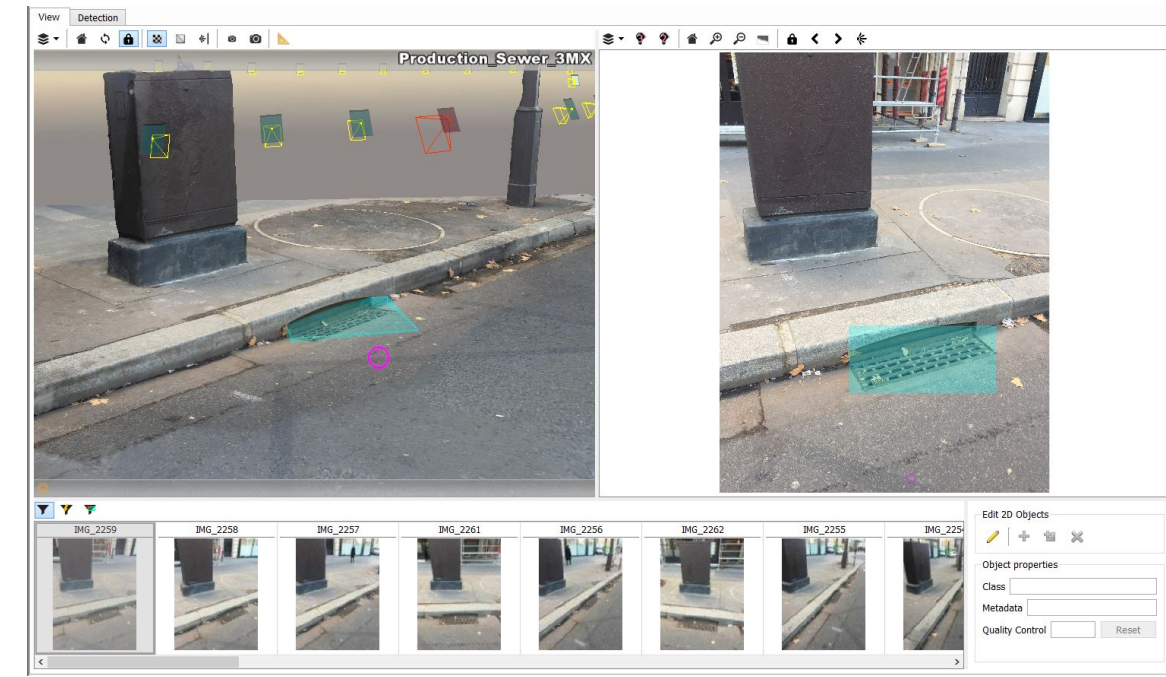 View Detection
Production_Sewer_3MX
IMG_2259 IMG_2258 IMG_2257 IMG_2261 IMG_2256 IMG_2262 IMG_2255 IMG_225
Edit 2D Objects
Object properties
Class
Metadata
Quality Control Reset